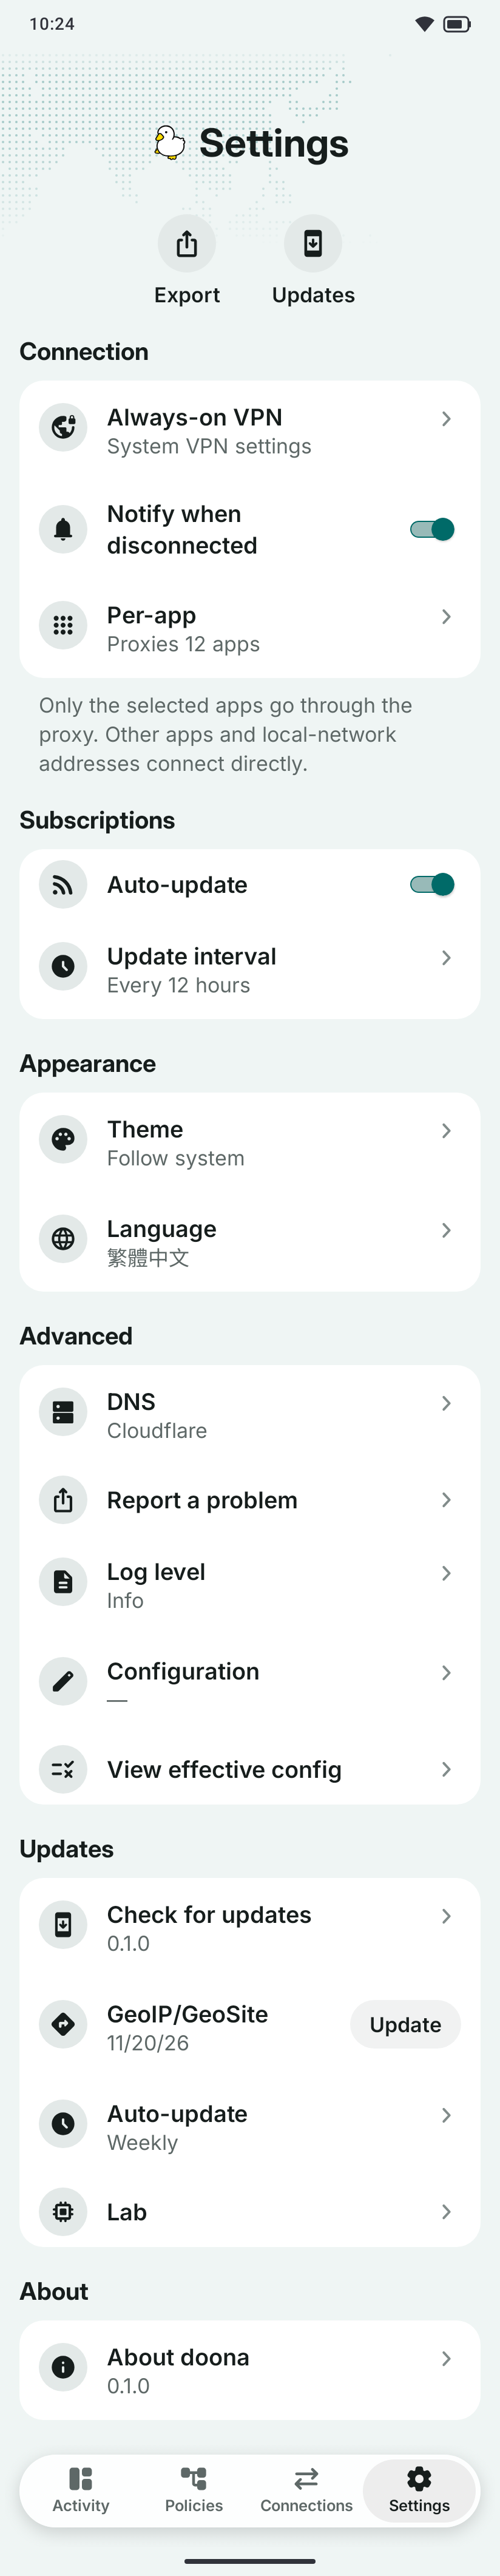 10:24
Settings
Export
Updates
Connection
Always-on VPN
System VPN settings
Notify when
disconnected
Per-app
Proxies 12 apps
Only the selected apps go through the
proxy. Other apps and local-network
addresses connect directly.
Subscriptions
Auto-update
Update interval
Every 12 hours
Appearance
Theme
Follow system
Language
繁體中文
Advanced
DNS
Cloudflare
Report a problem
Log level
Info
Configuration
—
View effective config
Updates
Check for updates
0.1.0
GeoIP/GeoSite
11/20/26
Update
Auto-update
Weekly
Lab
About
About doona
0.1.0
Activity
Policies
Connections
Settings